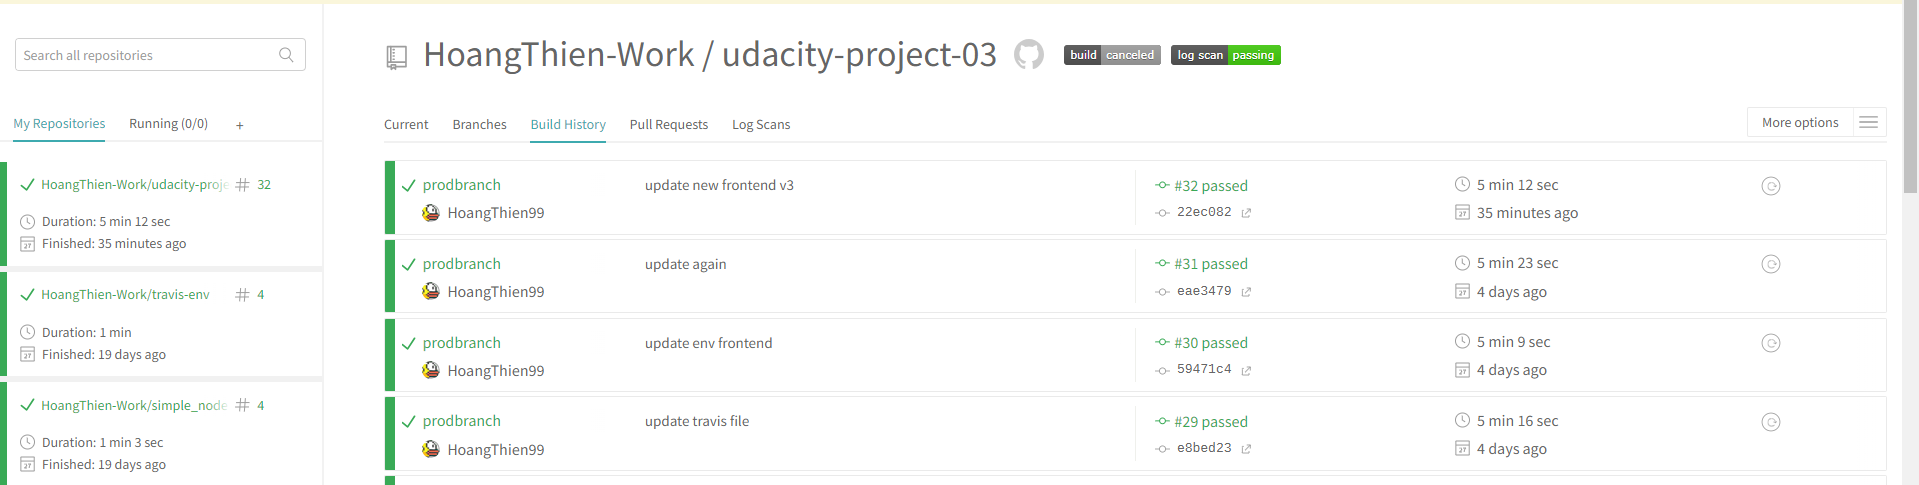 Search all repositories
My Repositories
Running (0/0)
+
HoangThien-Work/udacity-proje
# 32
Duration: 5 min 12 sec
Finished: 35 minutes ago
HoangThien-Work/travis-env
# 4
Duration: 1 min
Finished: 19 days ago
HoangThien-Work/simple_node
# 4
Duration: 1 min 3 sec
Finished: 19 days ago
HoangThien-Work / udacity-project-03
build canceled
log scan passing
Current
Branches
Build History
Pull Requests
Log Scans
More options
prodbranch
HoangThien99
update new frontend v3
#32 passed
22ec082
5 min 12 sec
35 minutes ago
prodbranch
HoangThien99
update again
#31 passed
eae3479
5 min 23 sec
4 days ago
prodbranch
HoangThien99
update env frontend
#30 passed
59471c4
5 min 9 sec
4 days ago
prodbranch
HoangThien99
update travis file
#29 passed
e8bed23
5 min 16 sec
4 days ago